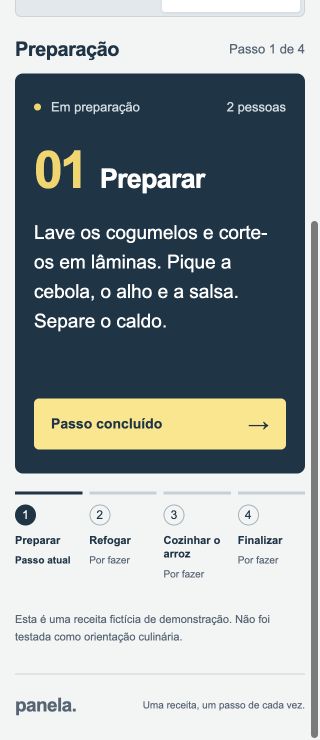 Preparação
Passo 1 de 4
Em preparação
2 pessoas
01 Preparar
Lave os cogumelos e corte-
os em lâminas. Pique a
cebola, o alho e a salsa.
Separe o caldo.
Passo concluído →
1
Preparar
Passo atual
2
Refogar
Por fazer
3
Cozinhar o
arroz
Por fazer
4
Finalizar
Por fazer
Esta é uma receita fictícia de demonstração. Não foi
testada como orientação culinária.
panela.
Uma receita, um passo de cada vez.